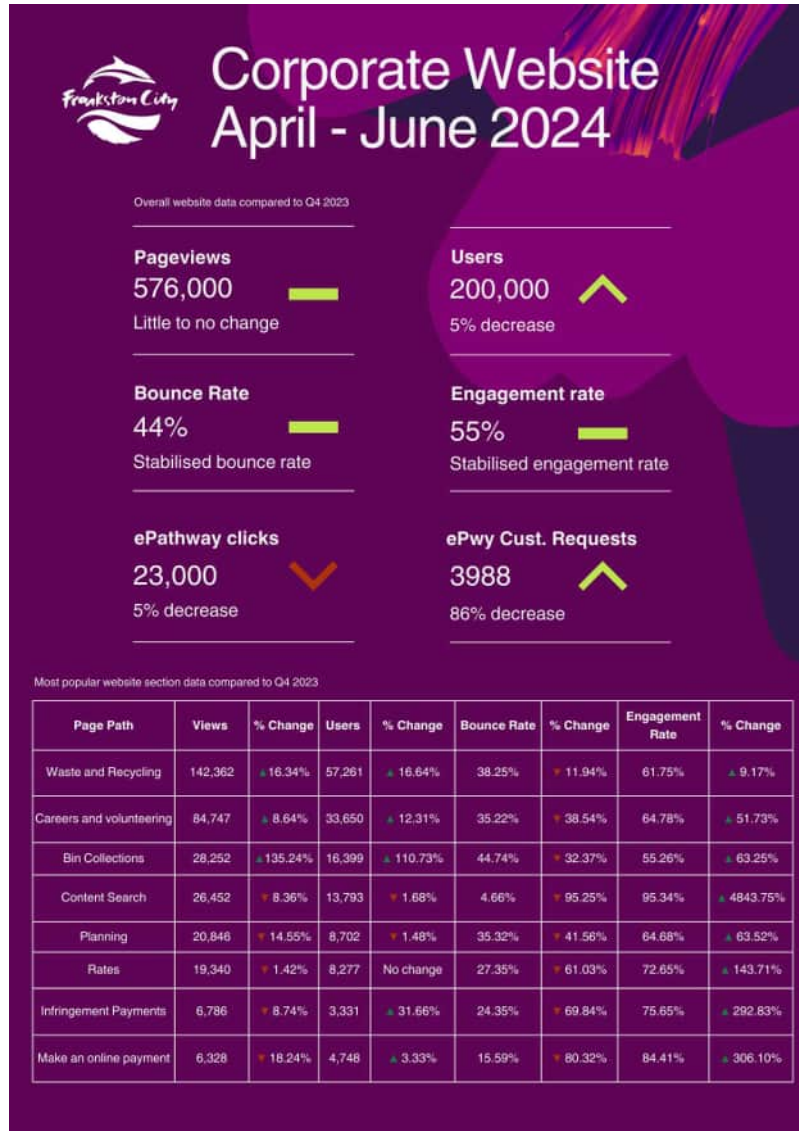 Frankston City
Corporate Website
April - June 2024
Overall website data compared to Q4 2023
Pageviews
576,000
Little to no change
Users
200,000
5% decrease
Bounce Rate
44%
Stabilised bounce rate
Engagement rate
55%
Stabilised engagement rate
ePathway clicks
23,000
5% decrease
ePwy Cust. Requests
3988
86% decrease
Most popular website section data compared to Q4 2023
Page Path Views % Change Users % Change Bounce Rate % Change Engagement Rate % Change
Waste and Recycling 142,362 ▲16.34% 57,261 ▲ 16.64% 38.25% ▼ 11.94% 61.75% ▲ 9.17%
Careers and volunteering 84,747 ▲ 8.64% 33,650 ▲ 12.31% 35.22% ▼ 38.54% 64.78% ▲ 51.73%
Bin Collections 28,252 ▲135.24% 16,399 ▲ 110.73% 44.74% ▼ 32.37% 55.26% ▲ 63.25%
Content Search 26,452 ▼ 8.36% 13,793 ▼ 1.68% 4.66% ▼ 95.25% 95.34% ▲ 4843.75%
Planning 20,846 ▼ 14.55% 8,702 ▼ 1.48% 35.32% ▼ 41.56% 64.68% ▲ 63.52%
Rates 19,340 ▼ 1.42% 8,277 No change 27.35% ▼ 61.03% 72.65% ▲ 143.71%
Infringement Payments 6,786 ▼ 8.74% 3,331 ▲ 31.66% 24.35% ▼ 69.84% 75.65% ▲ 292.83%
Make an online payment 6,328 ▼ 18.24% 4,748 ▲ 3.33% 15.59% ▼ 80.32% 84.41% ▲ 306.10%